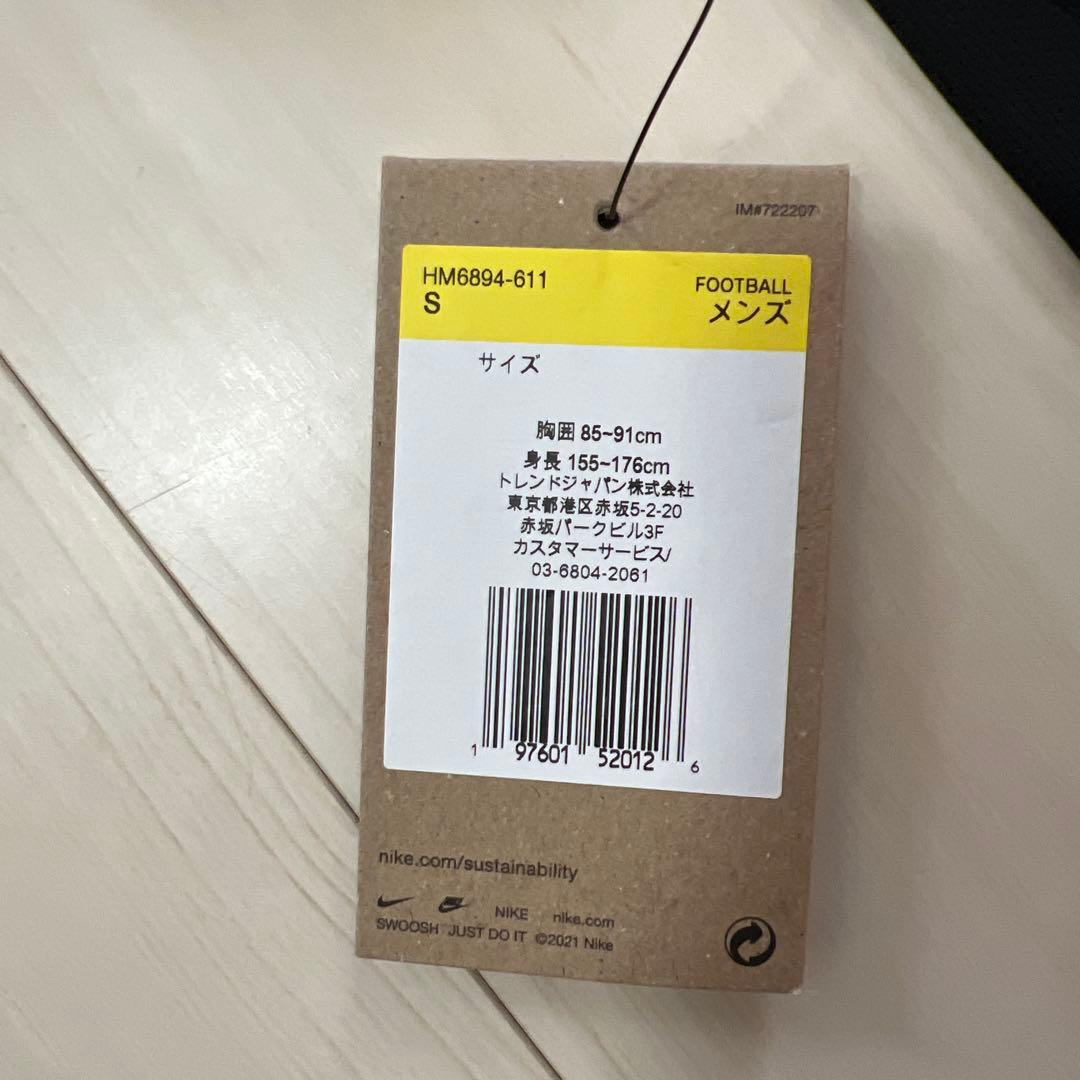 IM#722207
HM6894-611
S
FOOTBALL
メンズ
サイズ
胸囲 85~91cm
身長 155~176cm
トレンドジャパン株式会社
東京都港区赤坂5-2-20
赤坂パークビル3F
カスタマーサービス/
03-6804-2061
1 97601 52012 6
nike.com/sustainability
NIKE nike.com
SWOOSH JUST DO IT ©2021 Nike